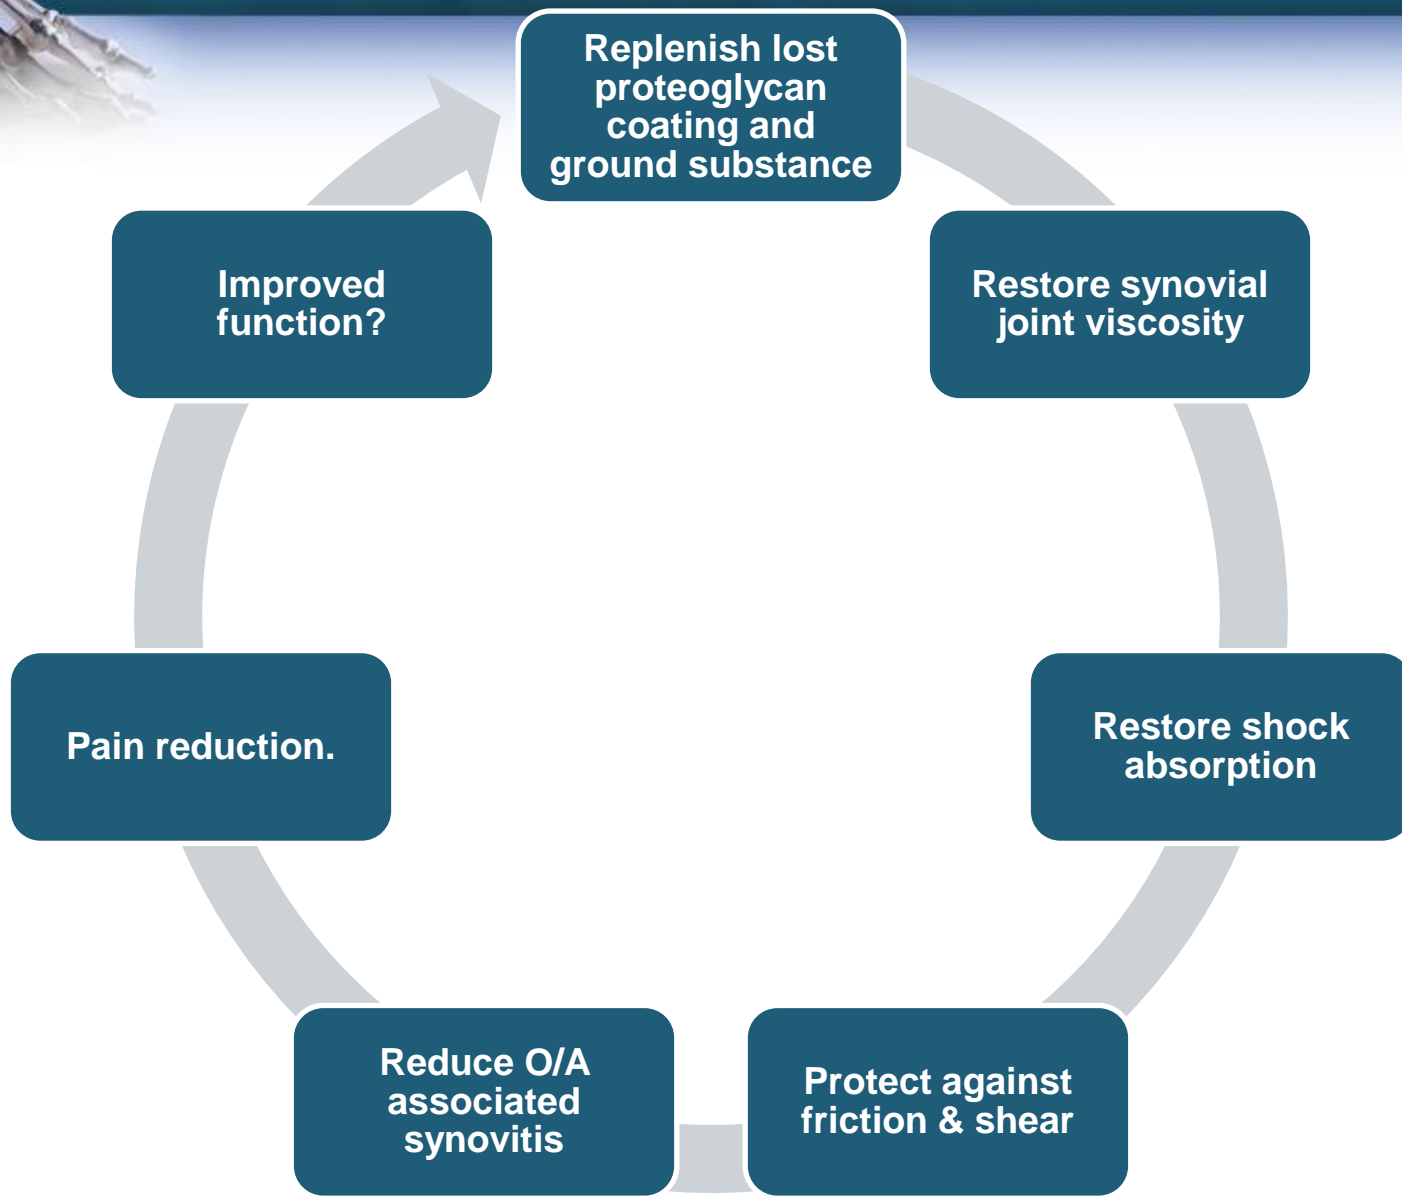 Replenish lost
proteoglycan
coating and
ground substance
Restore synovial
joint viscosity
Restore shock
absorption
Protect against
friction & shear
Reduce O/A
associated
synovitis
Pain reduction.
Improved
function?